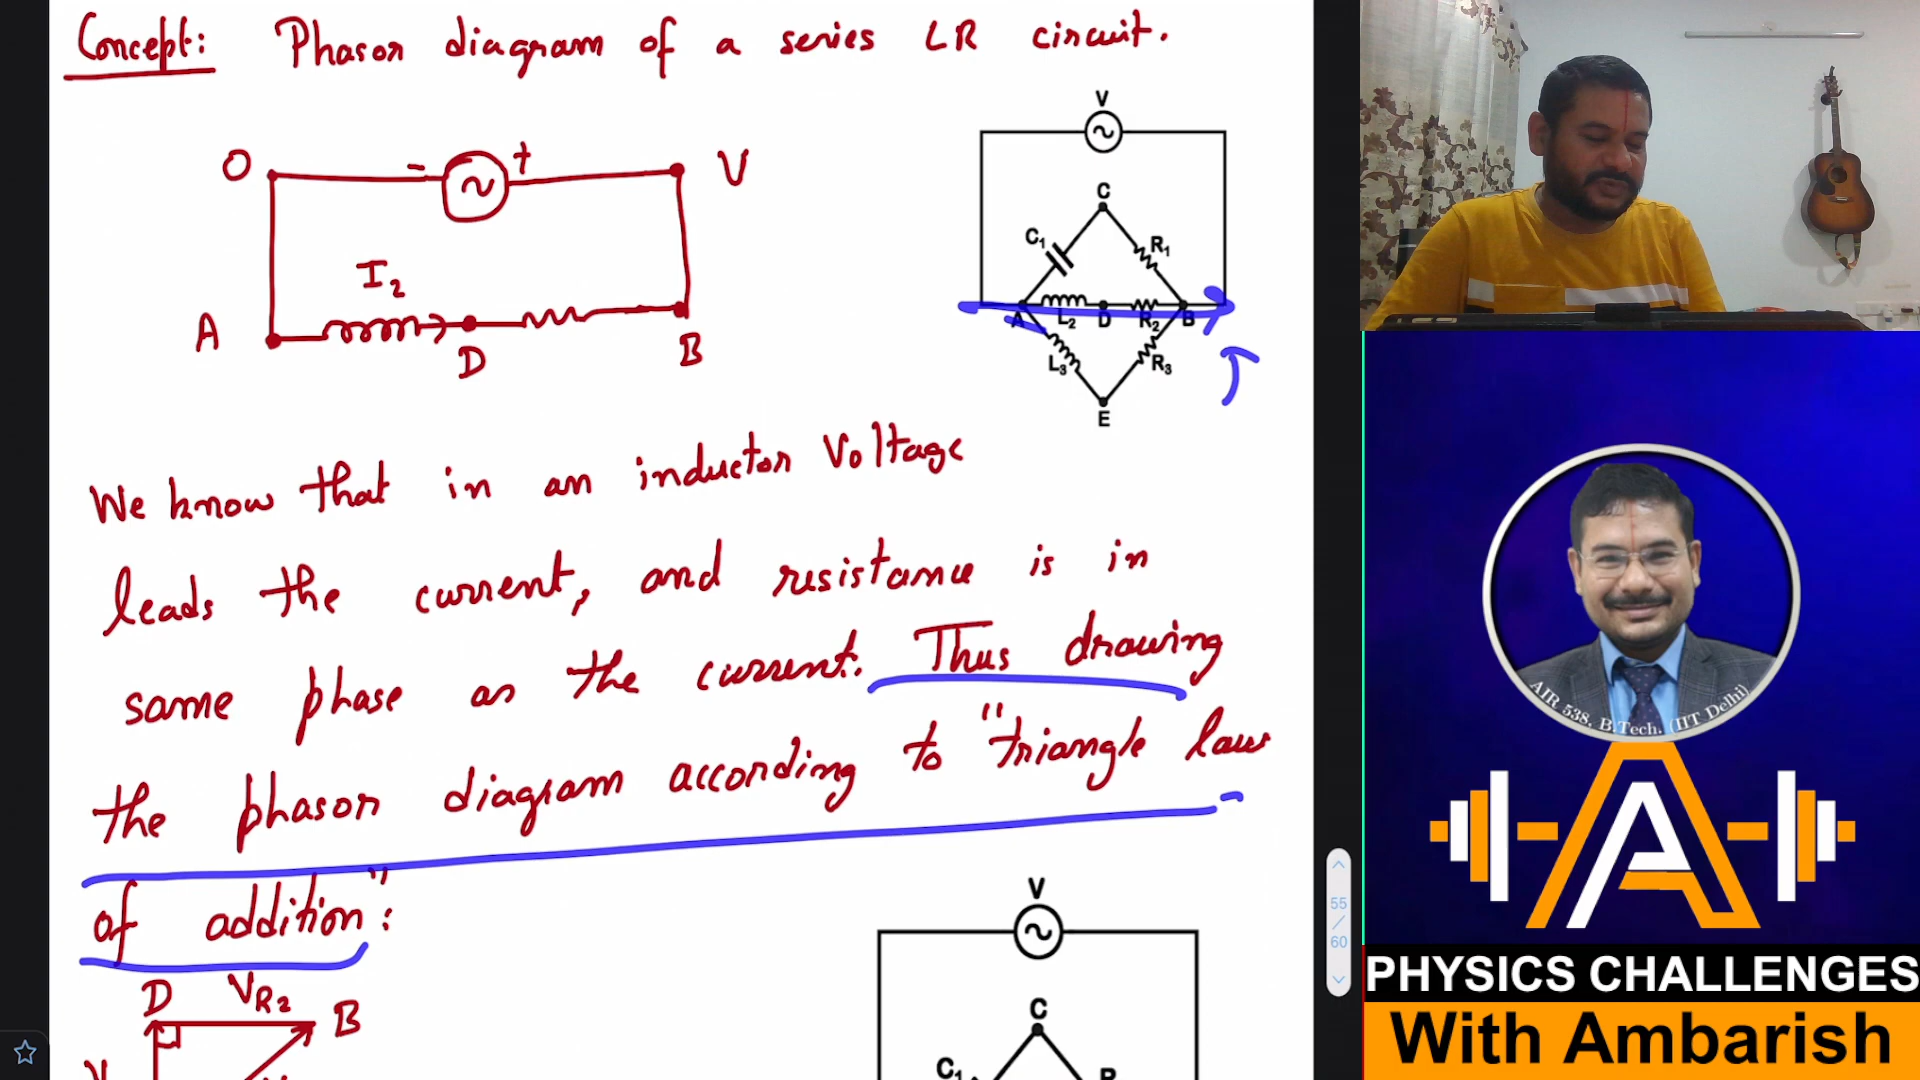 Concept: Phasor diagram of a series LR circuit.
O - + V
I2
A D B
V
C
C1 R1
A L2 D R2 B
L3 R3
E
We know that in an inductor Voltage
leads the current, and resistance is in
same phase as the current. Thus drawing
the phasor diagram according to "triangle law
of addition":
D VR2 B
V
C
C1 R
55
/
60
AIR 538, B.Tech. (IIT Delhi)
PHYSICS CHALLENGES
With Ambarish